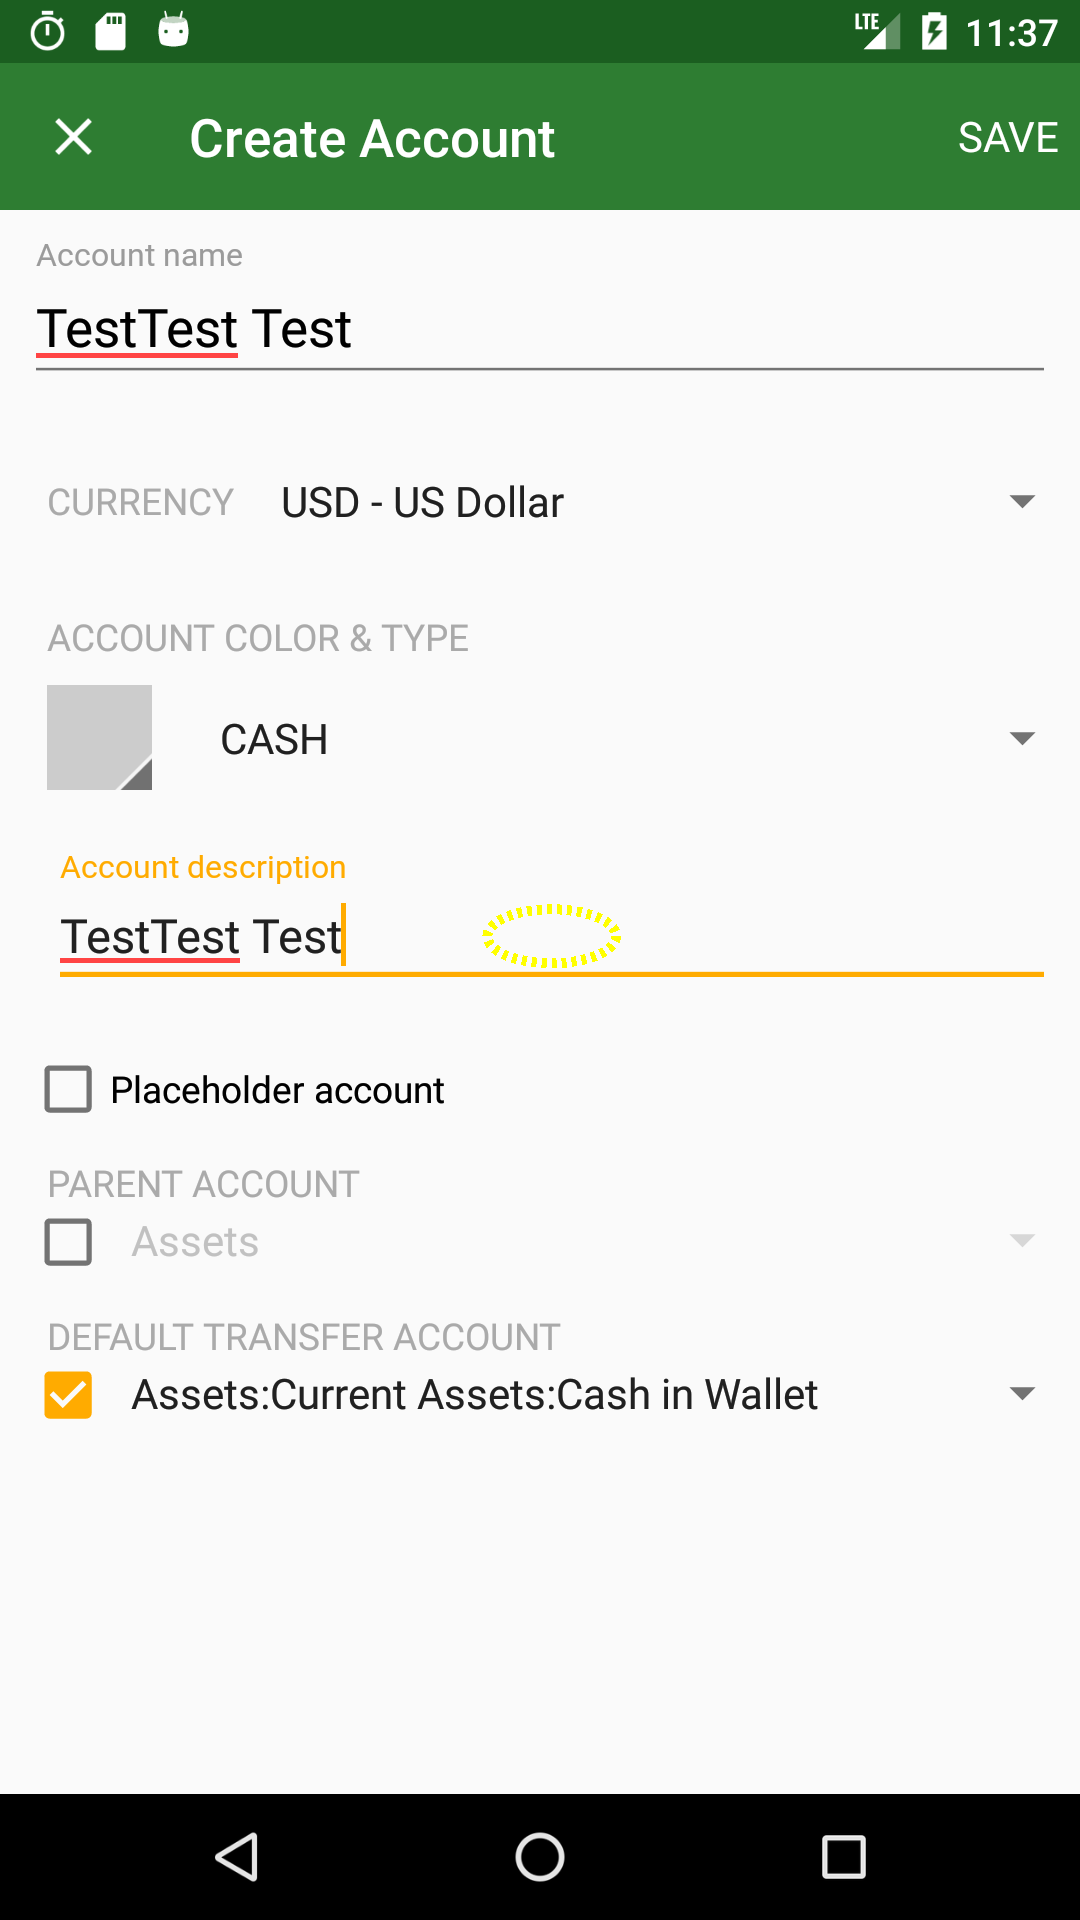 LTE 11:37
Create Account SAVE
Account name
TestTest Test
CURRENCY USD - US Dollar
ACCOUNT COLOR & TYPE
CASH
Account description
TestTest Test
Placeholder account
PARENT ACCOUNT
Assets
DEFAULT TRANSFER ACCOUNT
Assets:Current Assets:Cash in Wallet